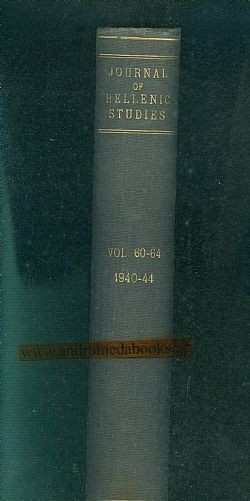 JOURNAL
OF
HELLENIC
STUDIES
VOL. 60-64
1940-44
www.andromedabooks